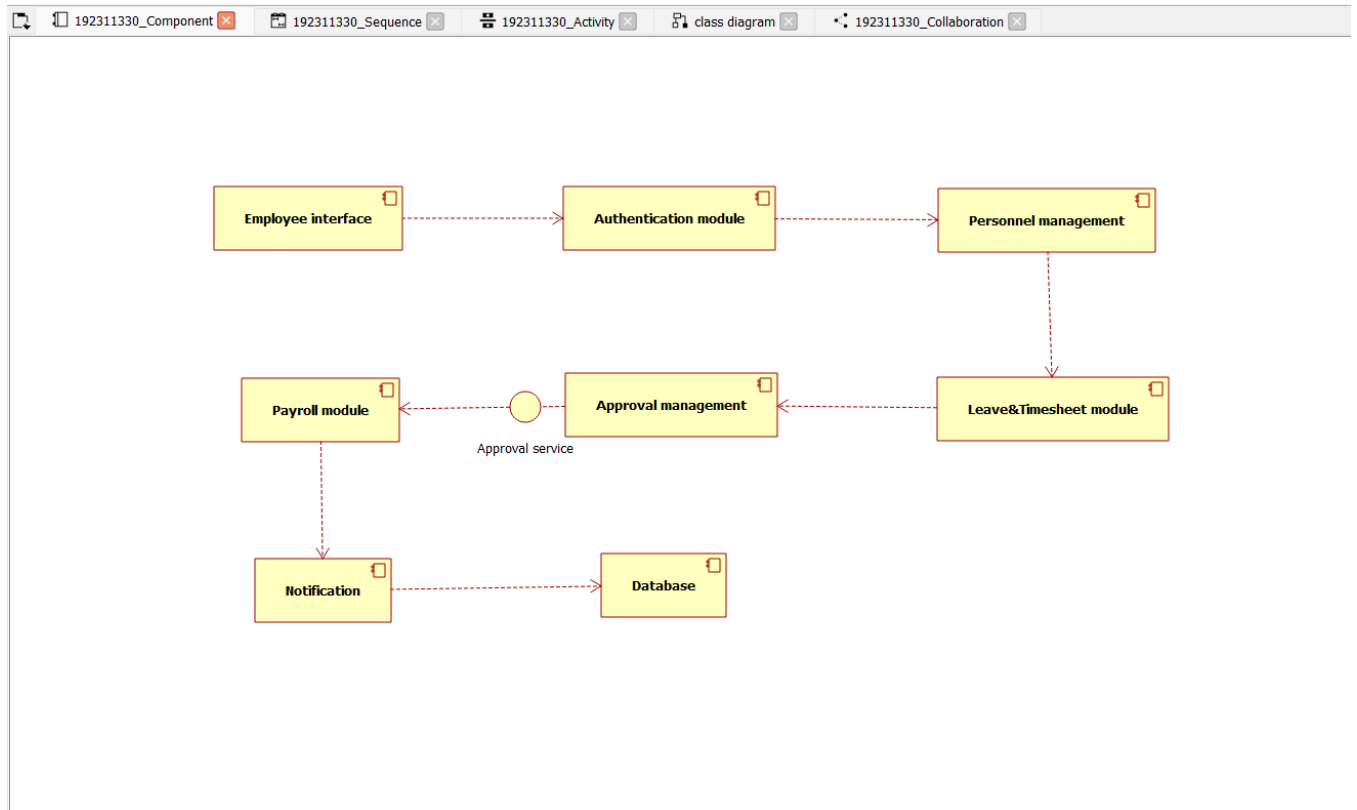 192311330_Component
192311330_Sequence
192311330_Activity
class diagram
192311330_Collaboration
Employee interface
Authentication module
Personnel management
Payroll module
Approval management
Leave&Timesheet module
Approval service
Notification
Database